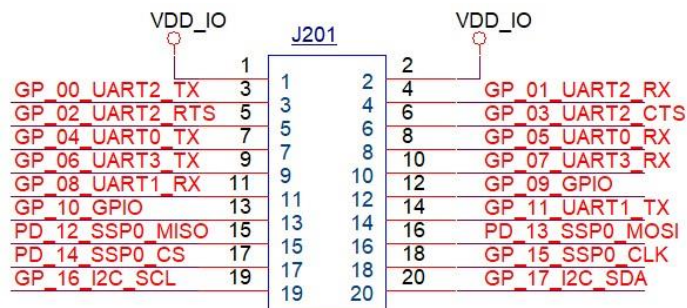 VDD_IO VDD_IO
J201
1 1 2 2
GP_00_UART2_TX 3 3 4 4 GP_01_UART2_RX
GP_02_UART2_RTS 5 5 6 6 GP_03_UART2_CTS
GP_04_UART0_TX 7 7 8 8 GP_05_UART0_RX
GP_06_UART3_TX 9 9 10 10 GP_07_UART3_RX
GP_08_UART1_RX 11 11 12 12 GP_09_GPIO
GP_10_GPIO 13 13 14 14 GP_11_UART1_TX
PD_12_SSP0_MISO 15 15 16 16 PD_13_SSP0_MOSI
PD_14_SSP0_CS 17 17 18 18 GP_15_SSP0_CLK
GP_16_I2C_SCL 19 19 20 20 GP_17_I2C_SDA